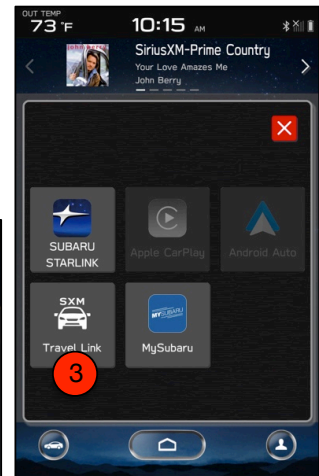 OUT TEMP
73 °F
10:15 AM
SiriusXM-Prime Country
Your Love Amazes Me
John Berry
SUBARU
STARLINK
Apple CarPlay
Android Auto
SXM
Travel Link
MYSUBARU
MySubaru
3